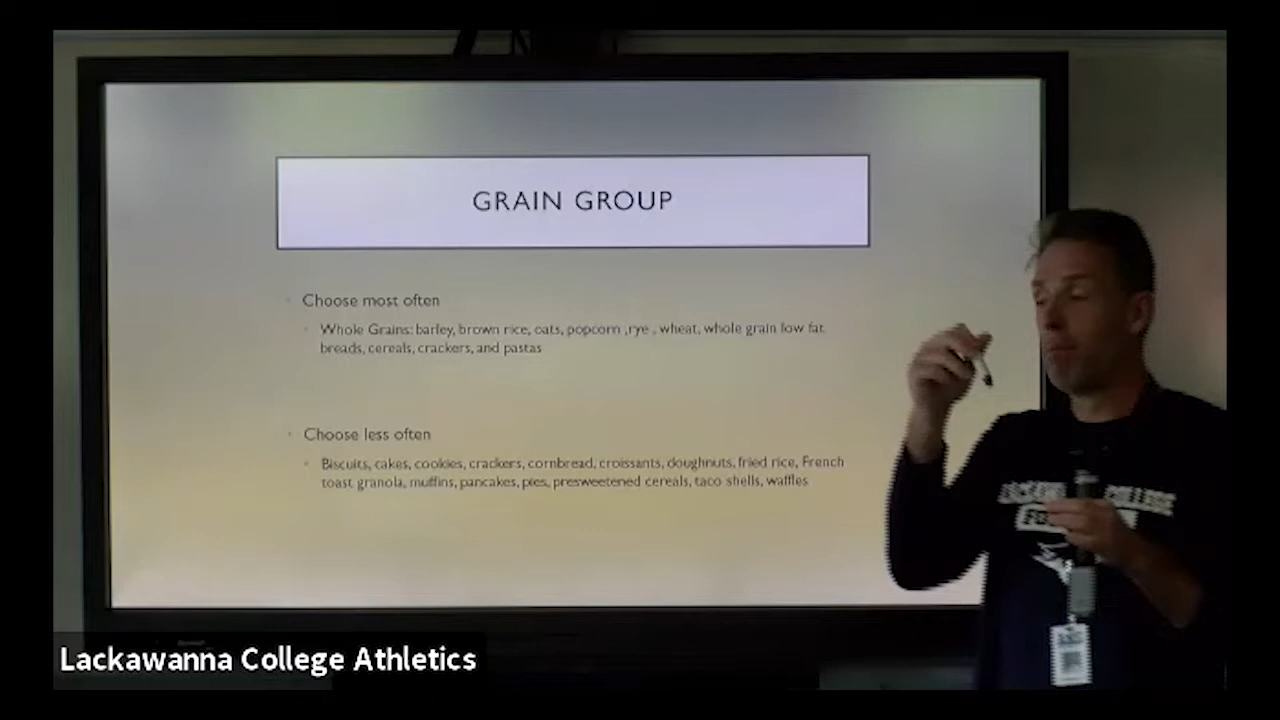 GRAIN GROUP
Choose most often
Whole Grains: barley, brown rice, oats, popcorn ,rye , wheat, whole grain low fat
breads, cereals, crackers, and pastas
Choose less often
Biscuits, cakes, cookies, crackers, cornbread, croissants, doughnuts, fried rice, French
toast granola, muffins, pancakes, pies, presweetened cereals, taco shells, waffles
COLLEGE
Lackawanna College Athletics